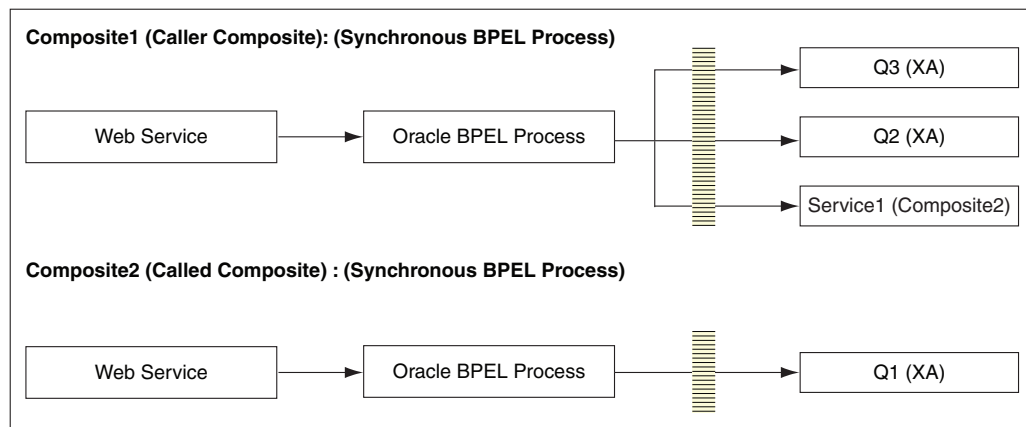 Composite1 (Caller Composite): (Synchronous BPEL Process)
Q3 (XA)
Web Service
Oracle BPEL Process
Q2 (XA)
Service1 (Composite2)
Composite2 (Called Composite) : (Synchronous BPEL Process)
Web Service
Oracle BPEL Process
Q1 (XA)